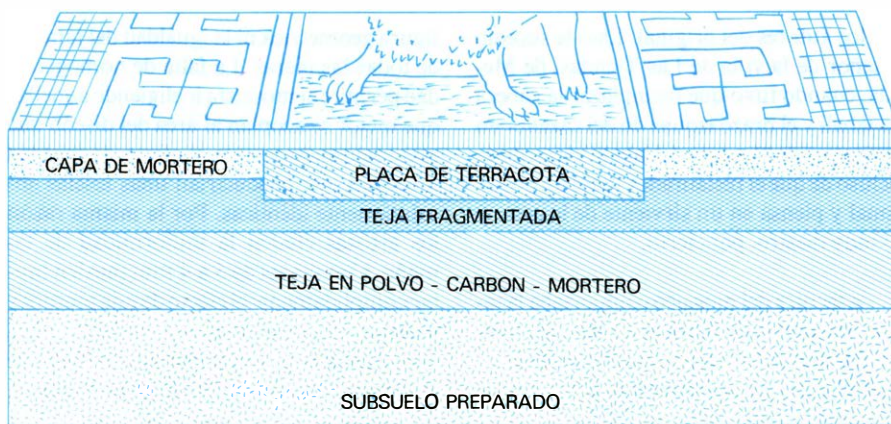 CAPA DE MORTERO
PLACA DE TERRACOTA
TEJA FRAGMENTADA
TEJA EN POLVO - CARBON - MORTERO
SUBSUELO PREPARADO